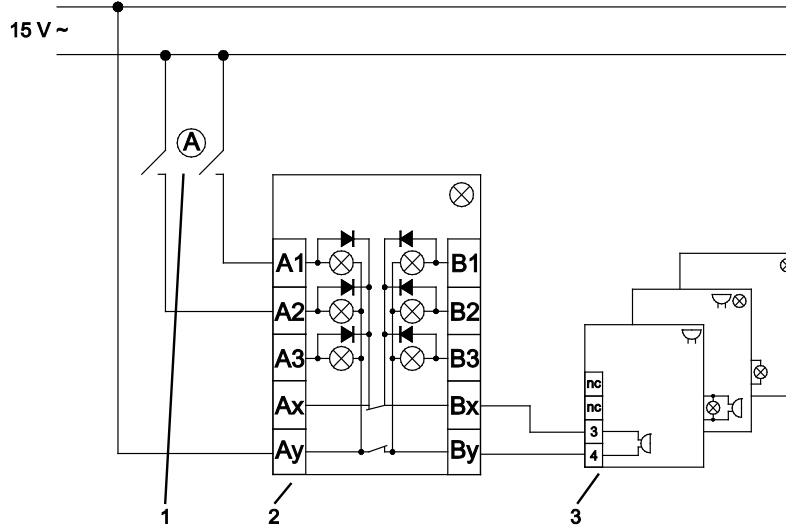 15 V ~
A
A1 B1
A2 B2
A3 B3
nc
Ax Bx
nc
3
Ay By
4
1 2 3